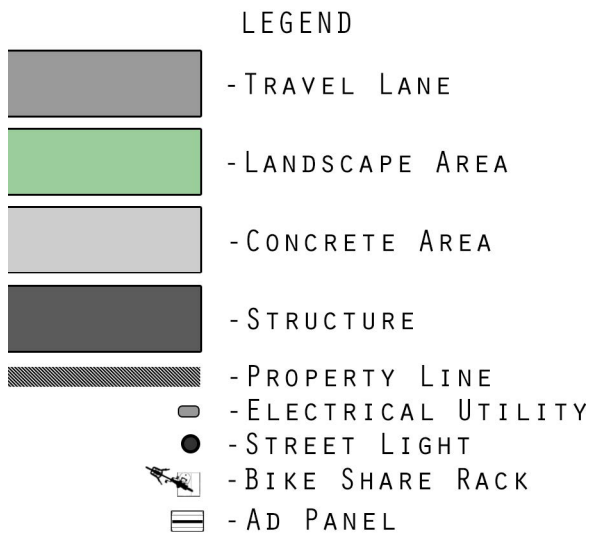 LEGEND
-TRAVEL LANE
-LANDSCAPE AREA
-CONCRETE AREA
-STRUCTURE
-PROPERTY LINE
-ELECTRICAL UTILITY
-STREET LIGHT
-BIKE SHARE RACK
-AD PANEL